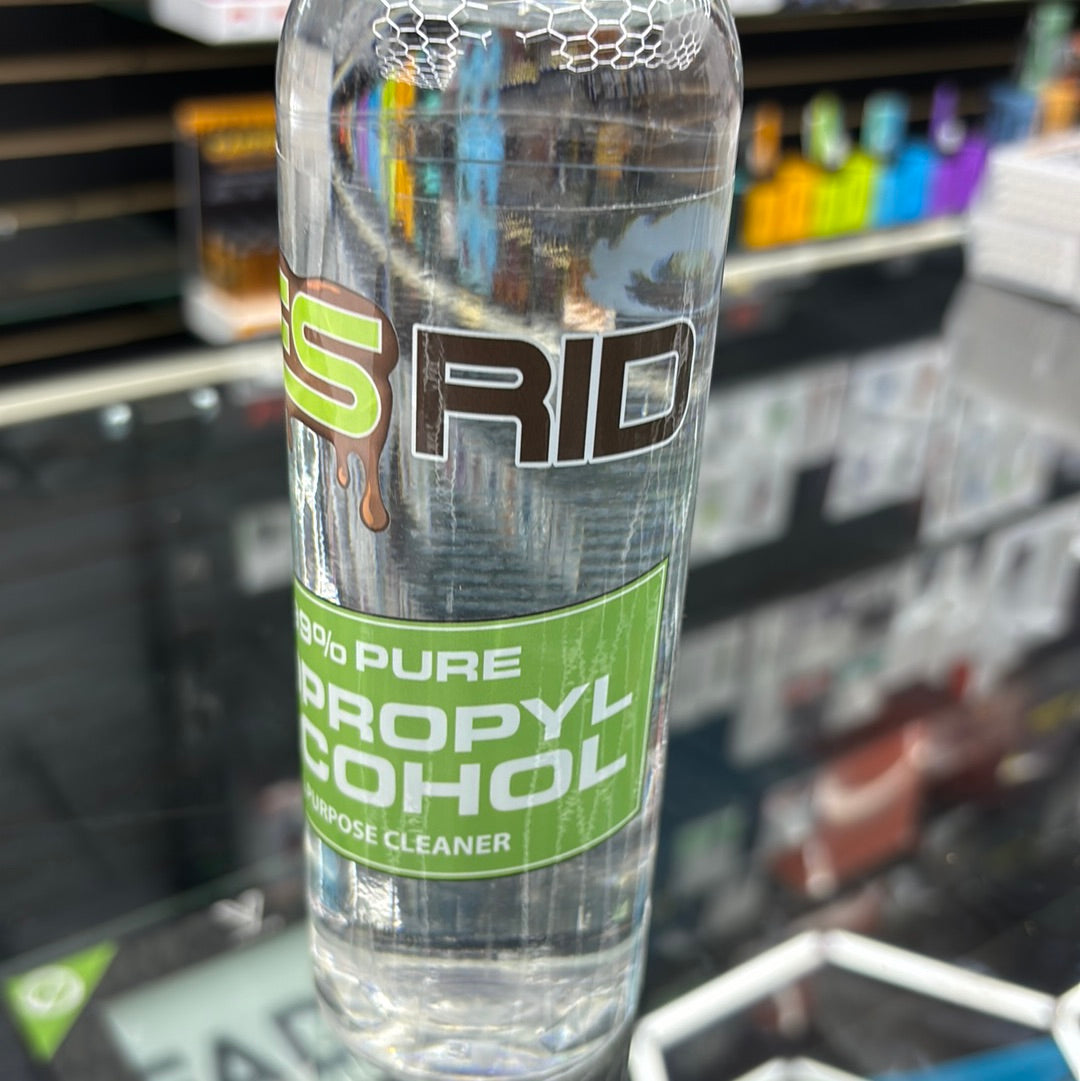 ES RID
99% PURE
PROPYL
COHOL
PURPOSE CLEANER